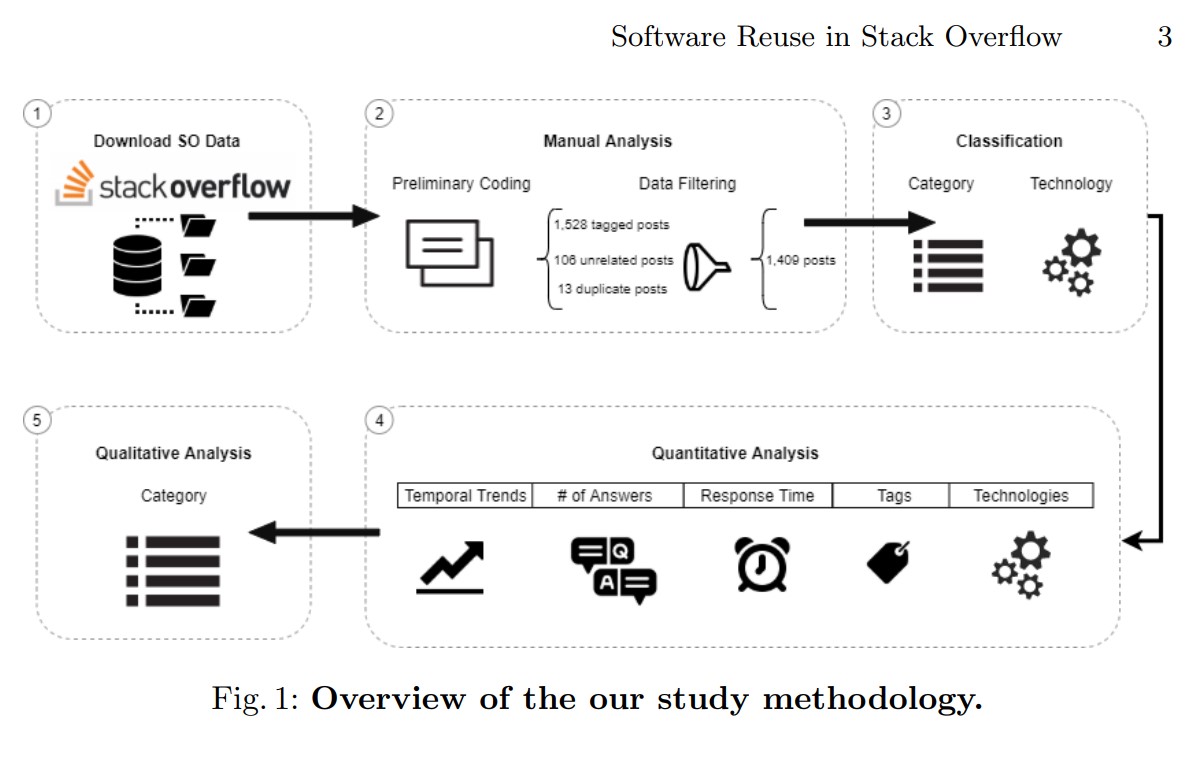 Software Reuse in Stack Overflow 3
1
Download SO Data
stackoverflow
2
Manual Analysis
Preliminary Coding
Data Filtering
1,528 tagged posts
106 unrelated posts
13 duplicate posts
1,409 posts
3
Classification
Category
Technology
5
Qualitative Analysis
Category
4
Quantitative Analysis
Temporal Trends # of Answers Response Time Tags Technologies
Q
A
Fig. 1: Overview of the our study methodology.